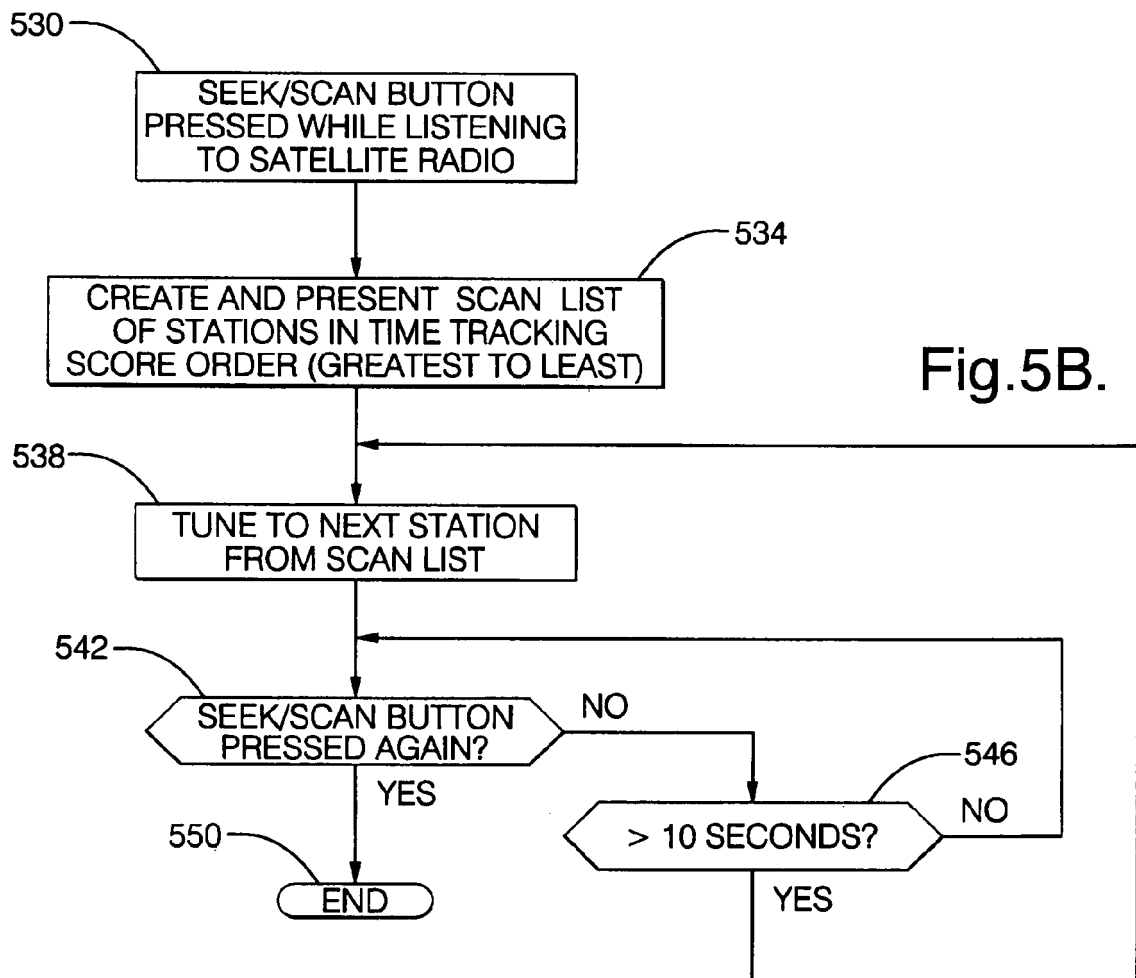 530
SEEK/SCAN BUTTON
PRESSED WHILE LISTENING
TO SATELLITE RADIO
534
CREATE AND PRESENT SCAN LIST
OF STATIONS IN TIME TRACKING
SCORE ORDER (GREATEST TO LEAST)
Fig.5B.
538
TUNE TO NEXT STATION
FROM SCAN LIST
542
SEEK/SCAN BUTTON
PRESSED AGAIN?
NO
YES
546
> 10 SECONDS?
NO
YES
550
END